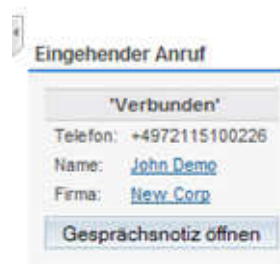 Eingehender Anruf
'Verbunden'
Telefon: +4972115100226
Name: John Demo
Firma: New Corp
Gesprächsnotiz öffnen